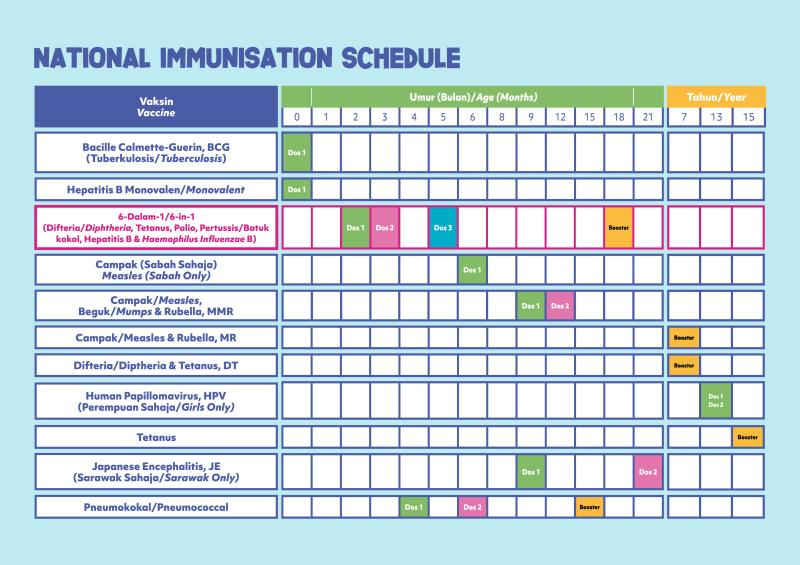 NATIONAL IMMUNISATION SCHEDULE
Vaksin
Vaccine
Umur (Bulan)/Age (Months)
Tahun/Year
0 1 2 3 4 5 6 8 9 12 15 18 21 7 13 15
Bacille Calmette-Guerin, BCG
(Tuberkulosis/Tuberculosis)
Dos 1
Hepatitis B Monovalen/Monovalent
Dos 1
6-Dalam-1/6-in-1
(Difteria/Diphtheria, Tetanus, Polio, Pertussis/Batuk
kokol, Hepatitis B & Haemophilus Influenzae B)
Dos 1 Dos 2 Dos 3 Booster
Campak (Sabah Sahaja)
Measles (Sabah Only)
Dos 1
Campak/Measles,
Beguk/Mumps & Rubella, MMR
Dos 1 Dos 2
Campak/Measles & Rubella, MR
Booster
Difteria/Diptheria & Tetanus, DT
Booster
Human Papillomavirus, HPV
(Perempuan Sahaja/Girls Only)
Dos 1
Dos 2
Tetanus
Booster
Japanese Encephalitis, JE
(Sarawak Sahaja/Sarawak Only)
Dos 1 Dos 2
Pneumokokal/Pneumococcal
Dos 1 Dos 2 Booster